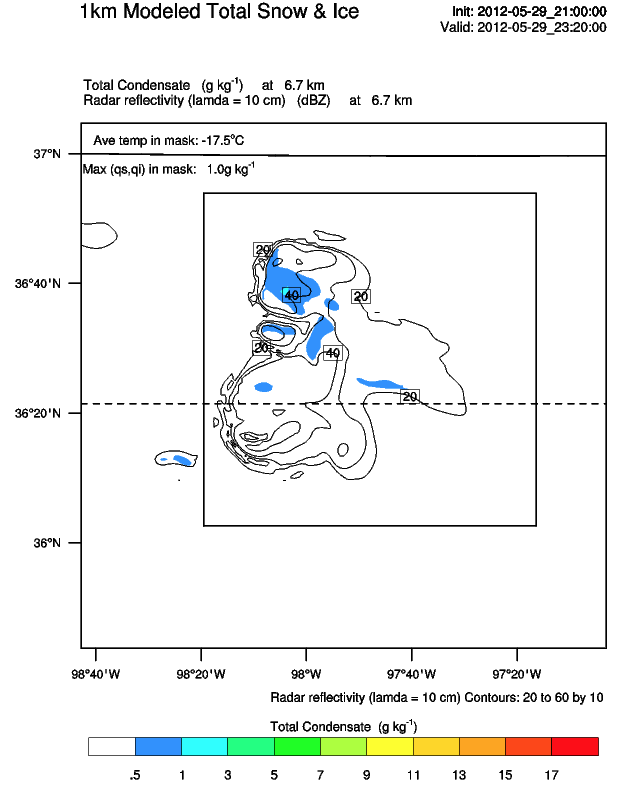 1km Modeled Total Snow & Ice
Init: 2012-05-29_21:00:00
Valid: 2012-05-29_23:20:00
Total Condensate (g kg⁻¹) at 6.7 km
Radar reflectivity (lamda = 10 cm) (dBZ) at 6.7 km
Ave temp in mask: -17.5°C
37°N
Max (qs,qi) in mask: 1.0g kg⁻¹
20
36°40'N
40
20
20
40
20
36°20'N
36°N
98°40'W 98°20'W 98°W 97°40'W 97°20'W
Radar reflectivity (lamda = 10 cm) Contours: 20 to 60 by 10
Total Condensate (g kg⁻¹)
.5 1 3 5 7 9 11 13 15 17